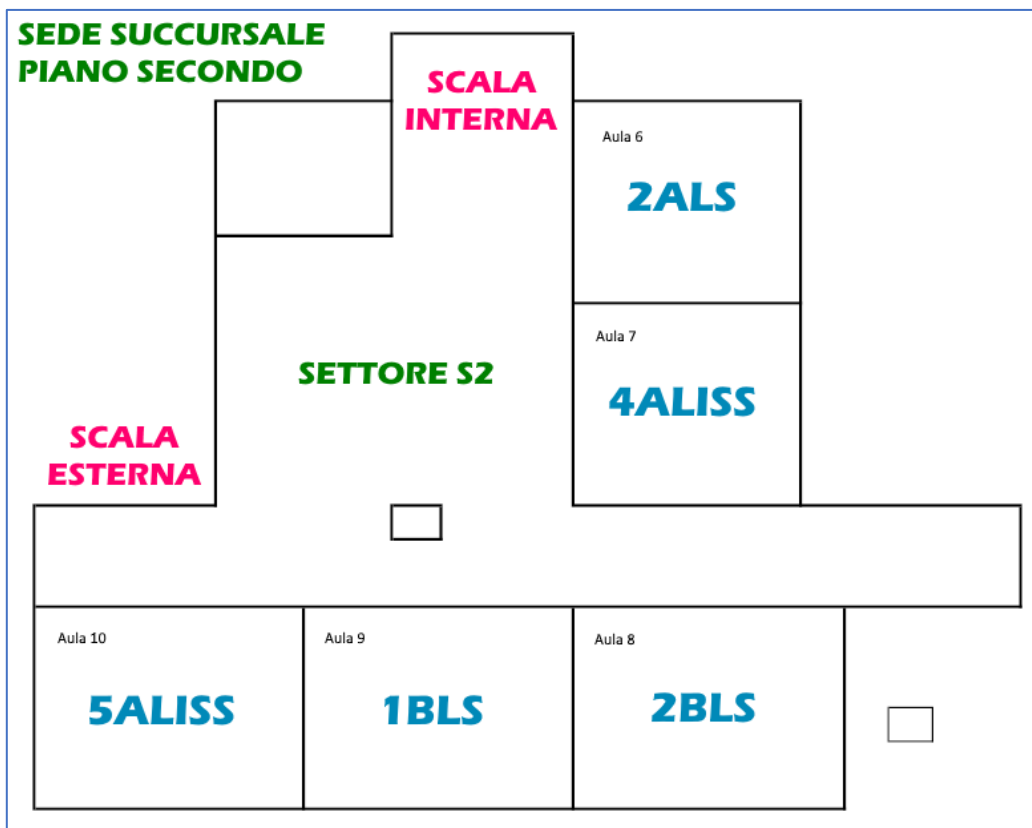 SEDE SUCCURSALE
PIANO SECONDO
SCALA
INTERNA
Aula 6
2ALS
Aula 7
4ALISS
SETTORE S2
SCALA
ESTERNA
Aula 10
5ALISS
Aula 9
1BLS
Aula 8
2BLS